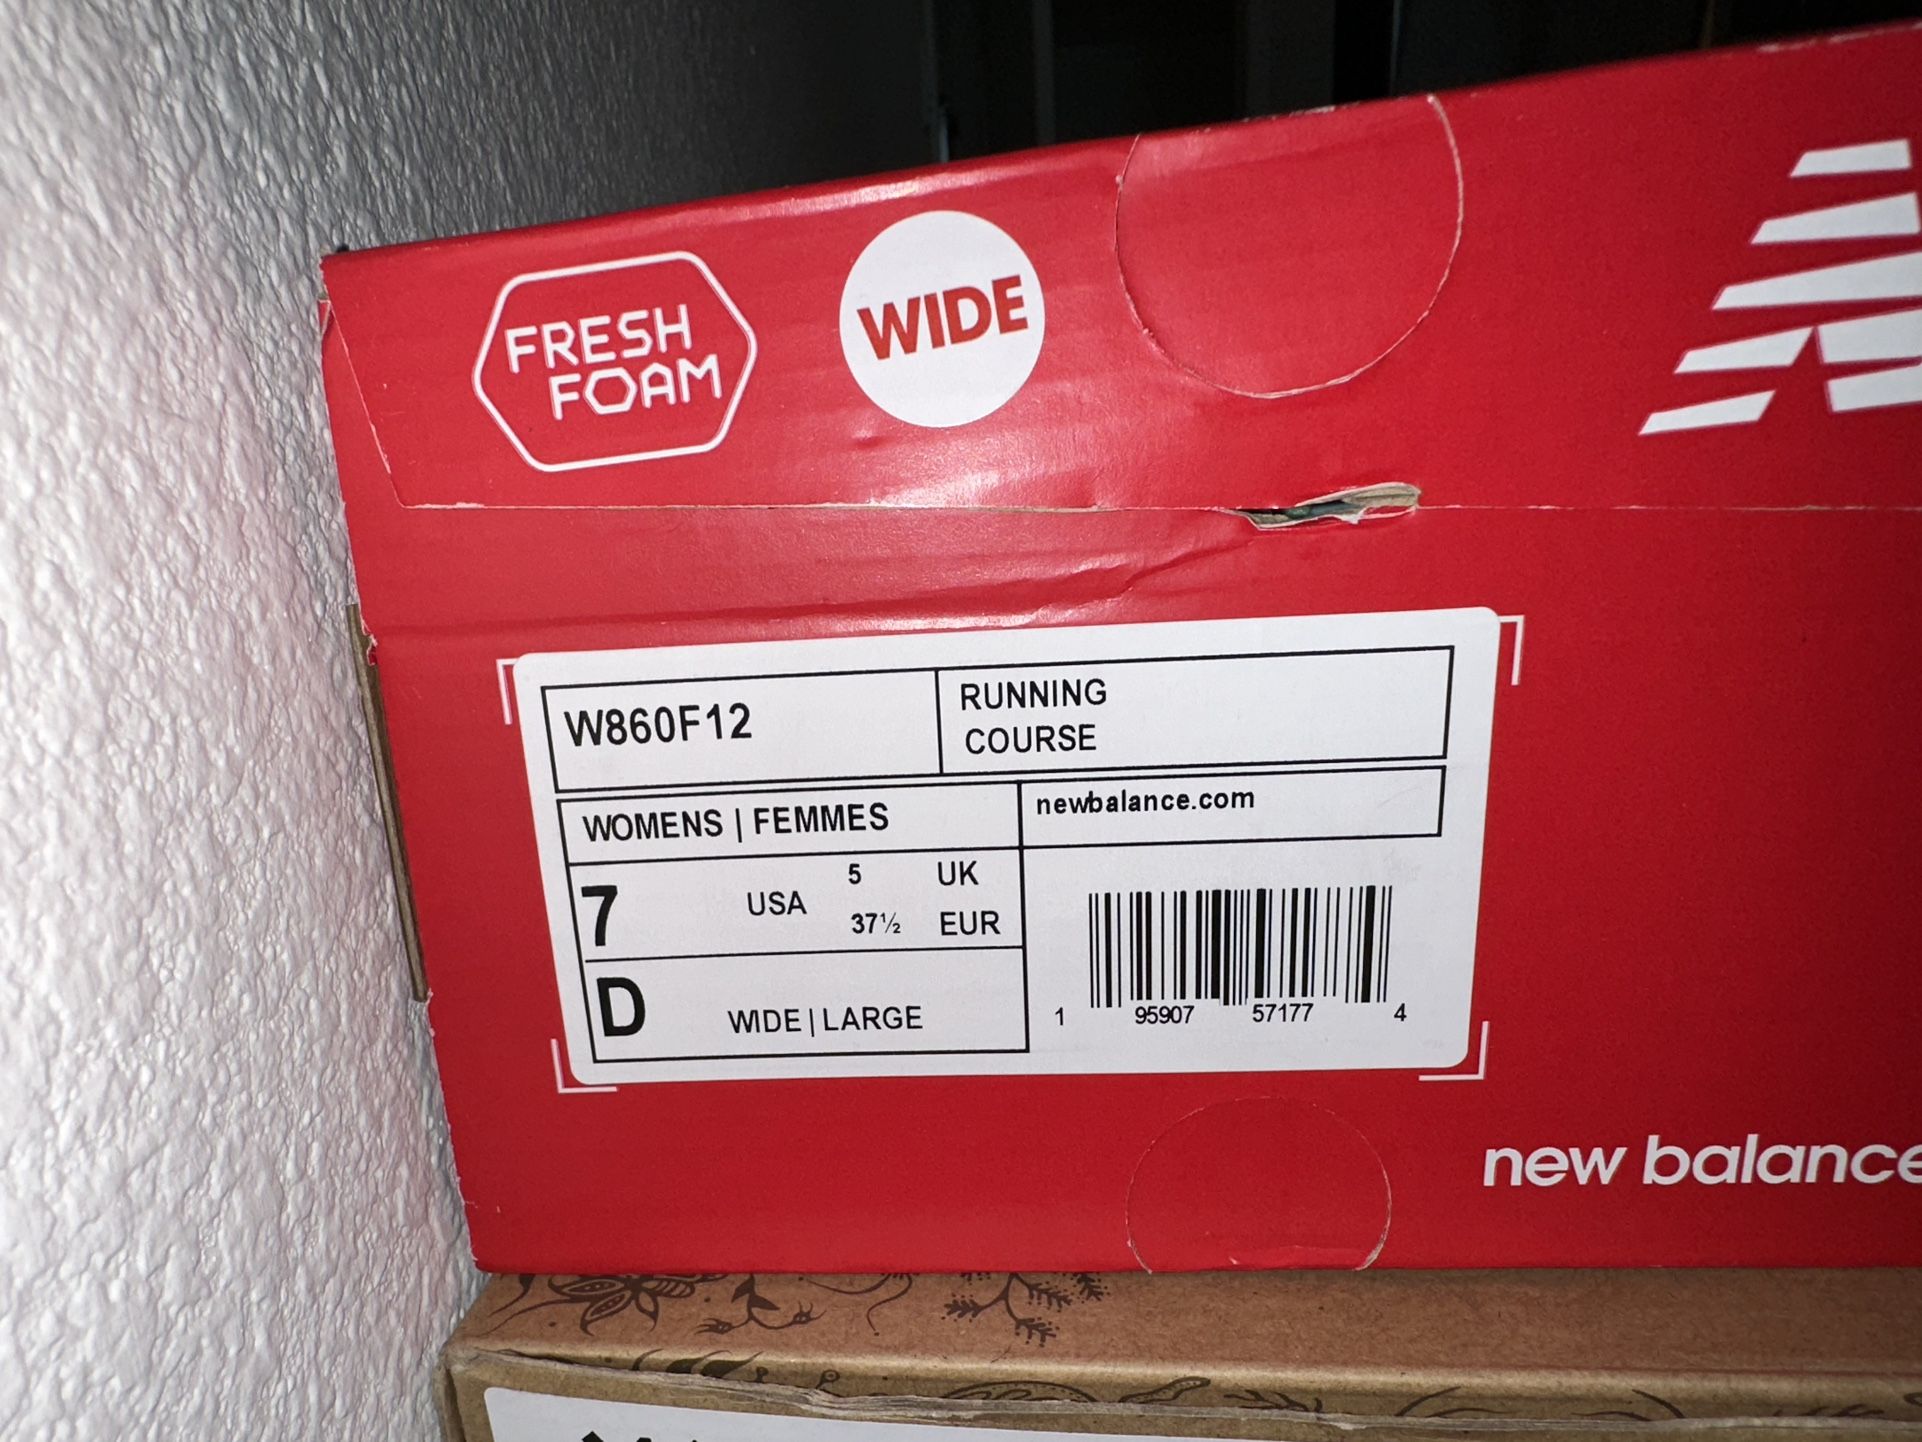 FRESH
FOAM
WIDE
W860F12
RUNNING
COURSE
WOMENS | FEMMES
newbalance.com
7 USA 5 UK
37½ EUR
D WIDE | LARGE
1 95907 57177 4
new balance